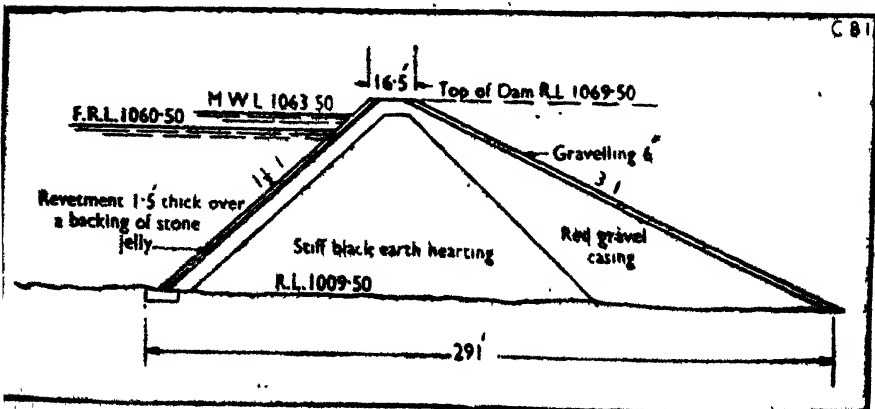 C B 1
16·5'
Top of Dam R.L 1069·50
M W L 1063 50
F.R.L. 1060·50
Gravelling 6"
1½ 1
3 1
Revetment 1·5' thick over
a backing of stone
jelly
Stiff black earth hearting
Red gravel
casing
R.L. 1009·50
291'